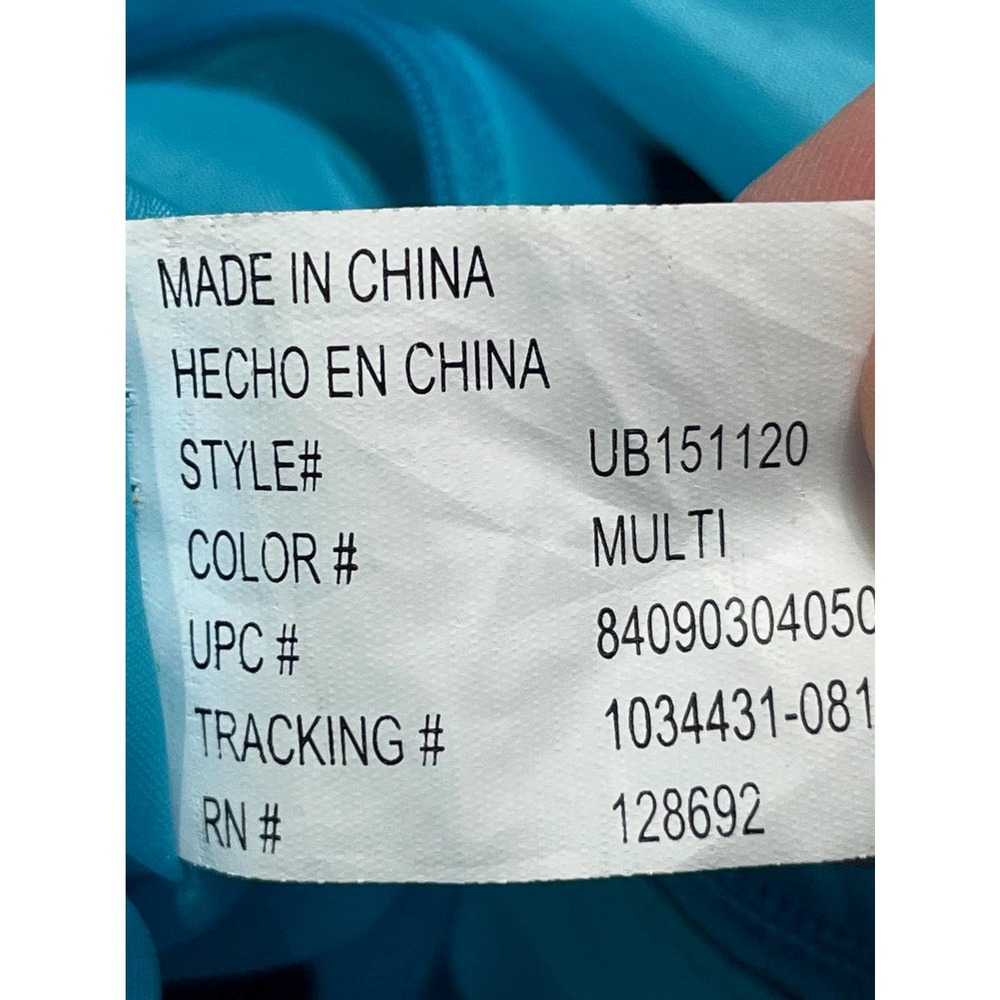 MADE IN CHINA
HECHO EN CHINA
STYLE# UB151120
COLOR # MULTI
UPC # 84090304050
TRACKING # 1034431-081
RN # 128692